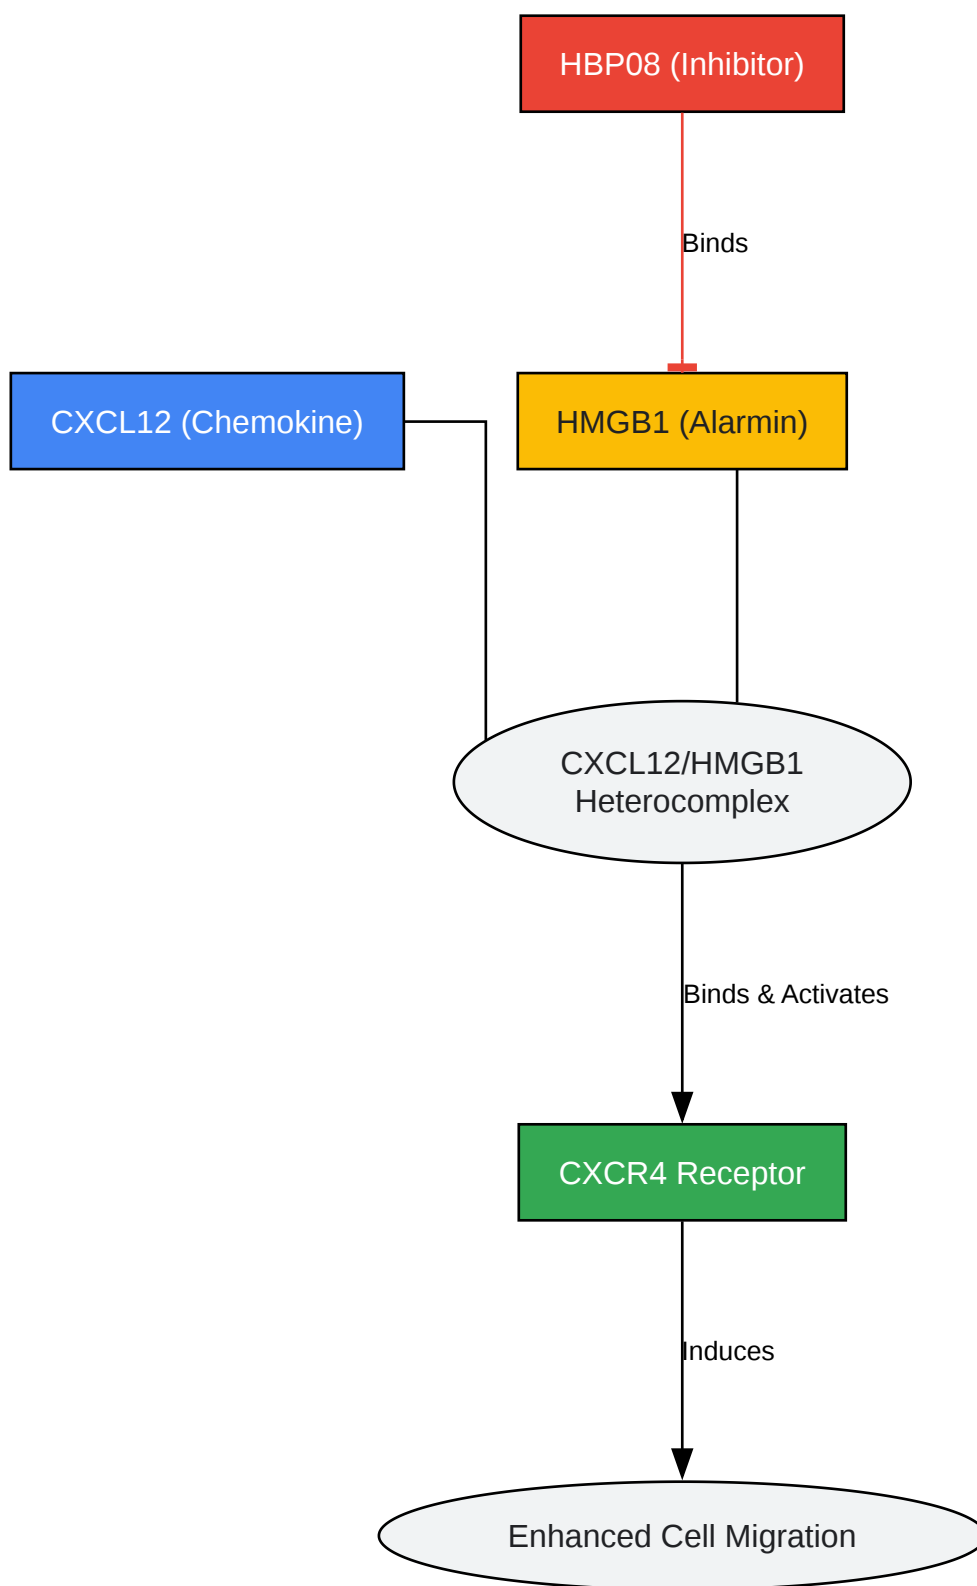 HBP08 (Inhibitor)
Binds
CXCL12 (Chemokine)
HMGB1 (Alarmin)
CXCL12/HMGB1
Heterocomplex
Binds & Activates
CXCR4 Receptor
Induces
Enhanced Cell Migration